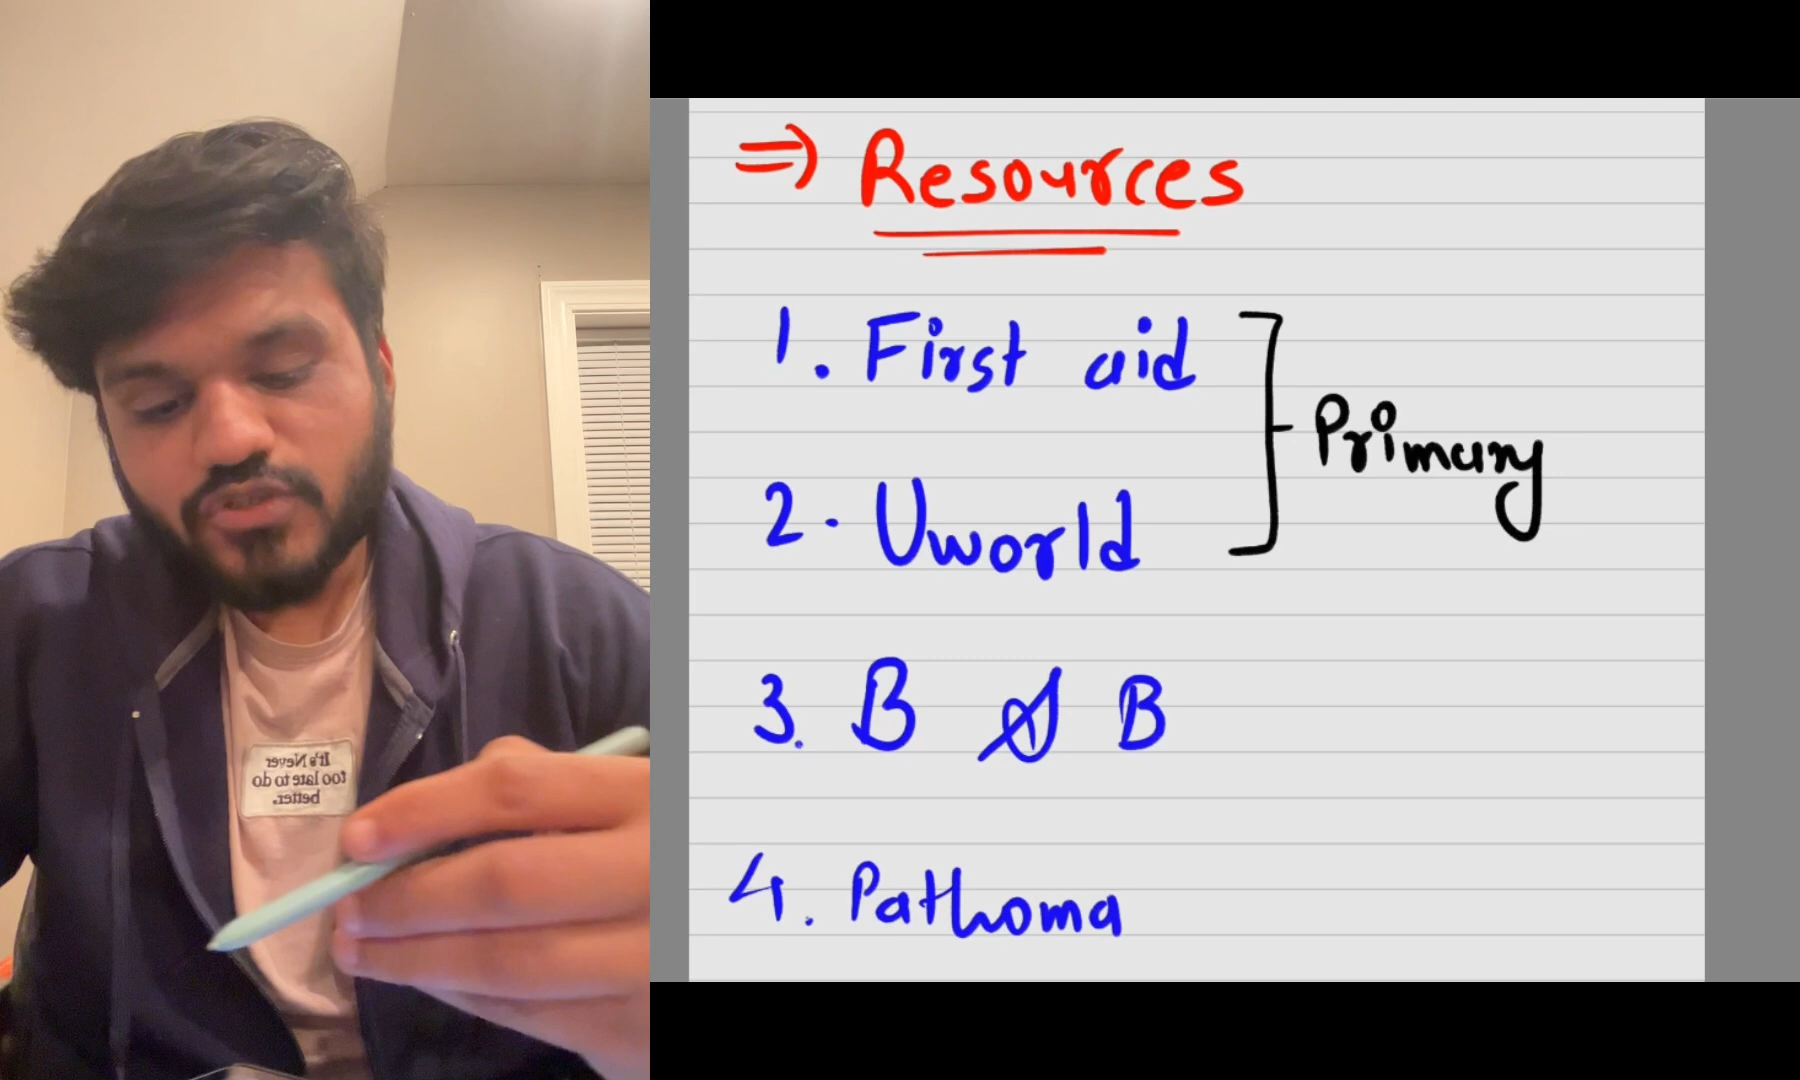 It's Never
too late to do
better.
=> Resources
1. First aid
2. Uworld
Primary
3. B & B
4. Pathoma